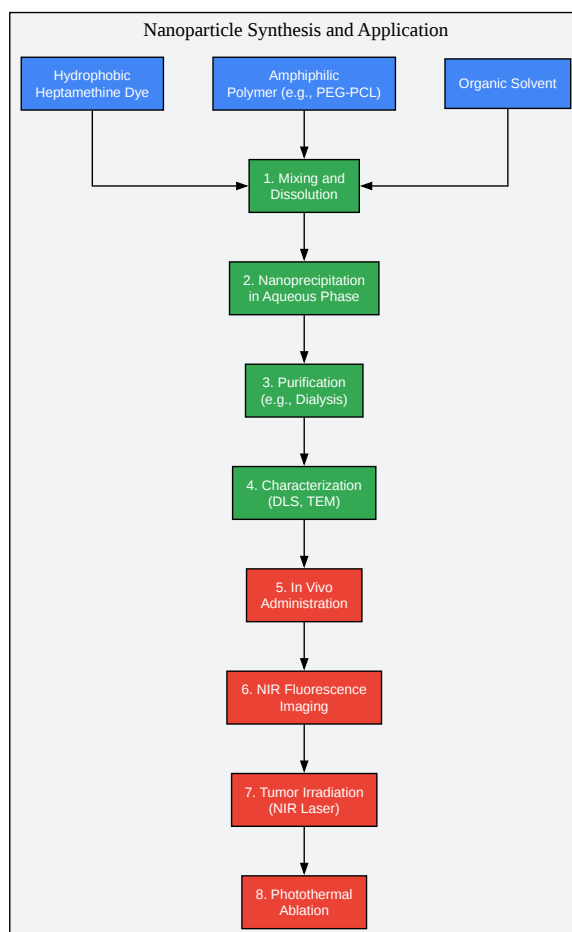 Nanoparticle Synthesis and Application
Hydrophobic
Heptamethine Dye
Amphiphilic
Polymer (e.g., PEG-PCL)
Organic Solvent
1. Mixing and
Dissolution
2. Nanoprecipitation
in Aqueous Phase
3. Purification
(e.g., Dialysis)
4. Characterization
(DLS, TEM)
5. In Vivo
Administration
6. NIR Fluorescence
Imaging
7. Tumor Irradiation
(NIR Laser)
8. Photothermal
Ablation